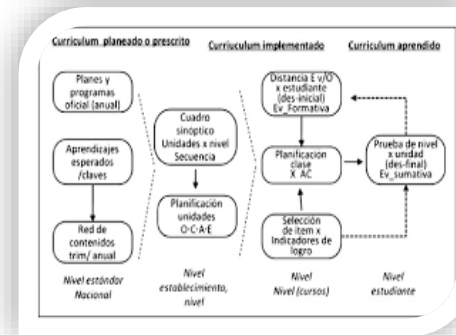 Curriculum planeado o prescrito
Curriuculum implementado
Curriculum aprendido
Planes y
programas
oficial (anual)
Aprendizajes
esperados
/claves
Red de
contenidos
trim/ anual
Nivel estándar
Nacional
Cuadro
sinóptico
Unidades x nivel
Secuencia
Planificación
unidades
O-C-A-E
Nivel
establecimiento,
nivel
Distancia E v/O
x estudiante
(des-inicial)
Ev_Formativa
Planificacion
clase
X AC
Selección
de item x
Indicadores de
logro
Nivel
Nivel (cursos)
Prueba de nivel
x unidad
(des-final)
Ev_sumativa
Nivel
estudiante